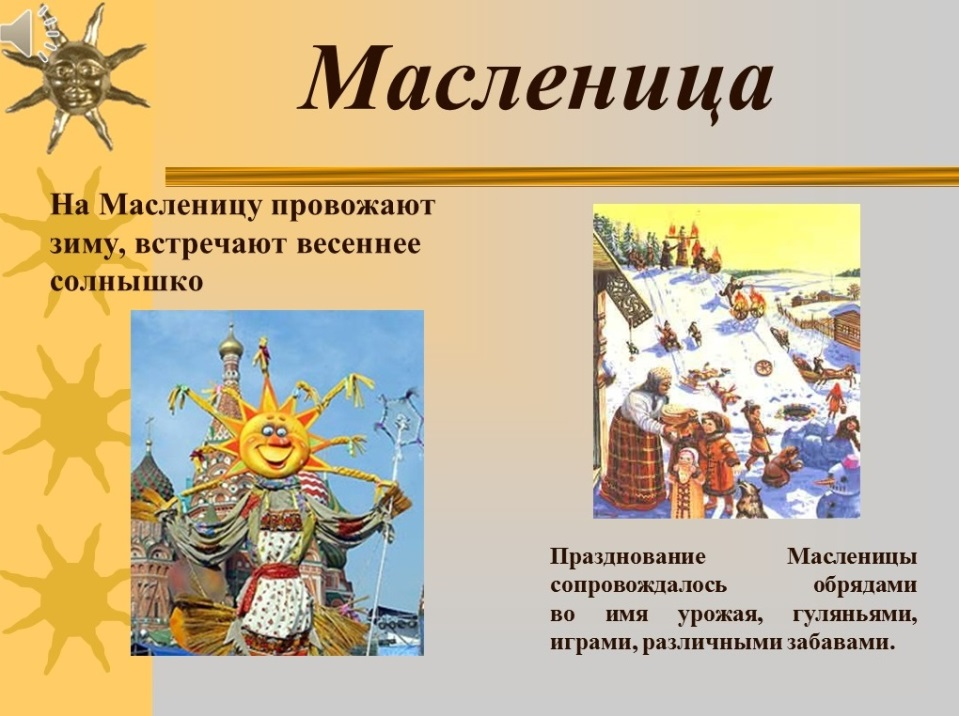 Масленица
На Масленицу провожают
зиму, встречают весеннее
солнышко
Празднование Масленицы
сопровождалось обрядами
во имя урожая, гуляньями,
играми, различными забавами.